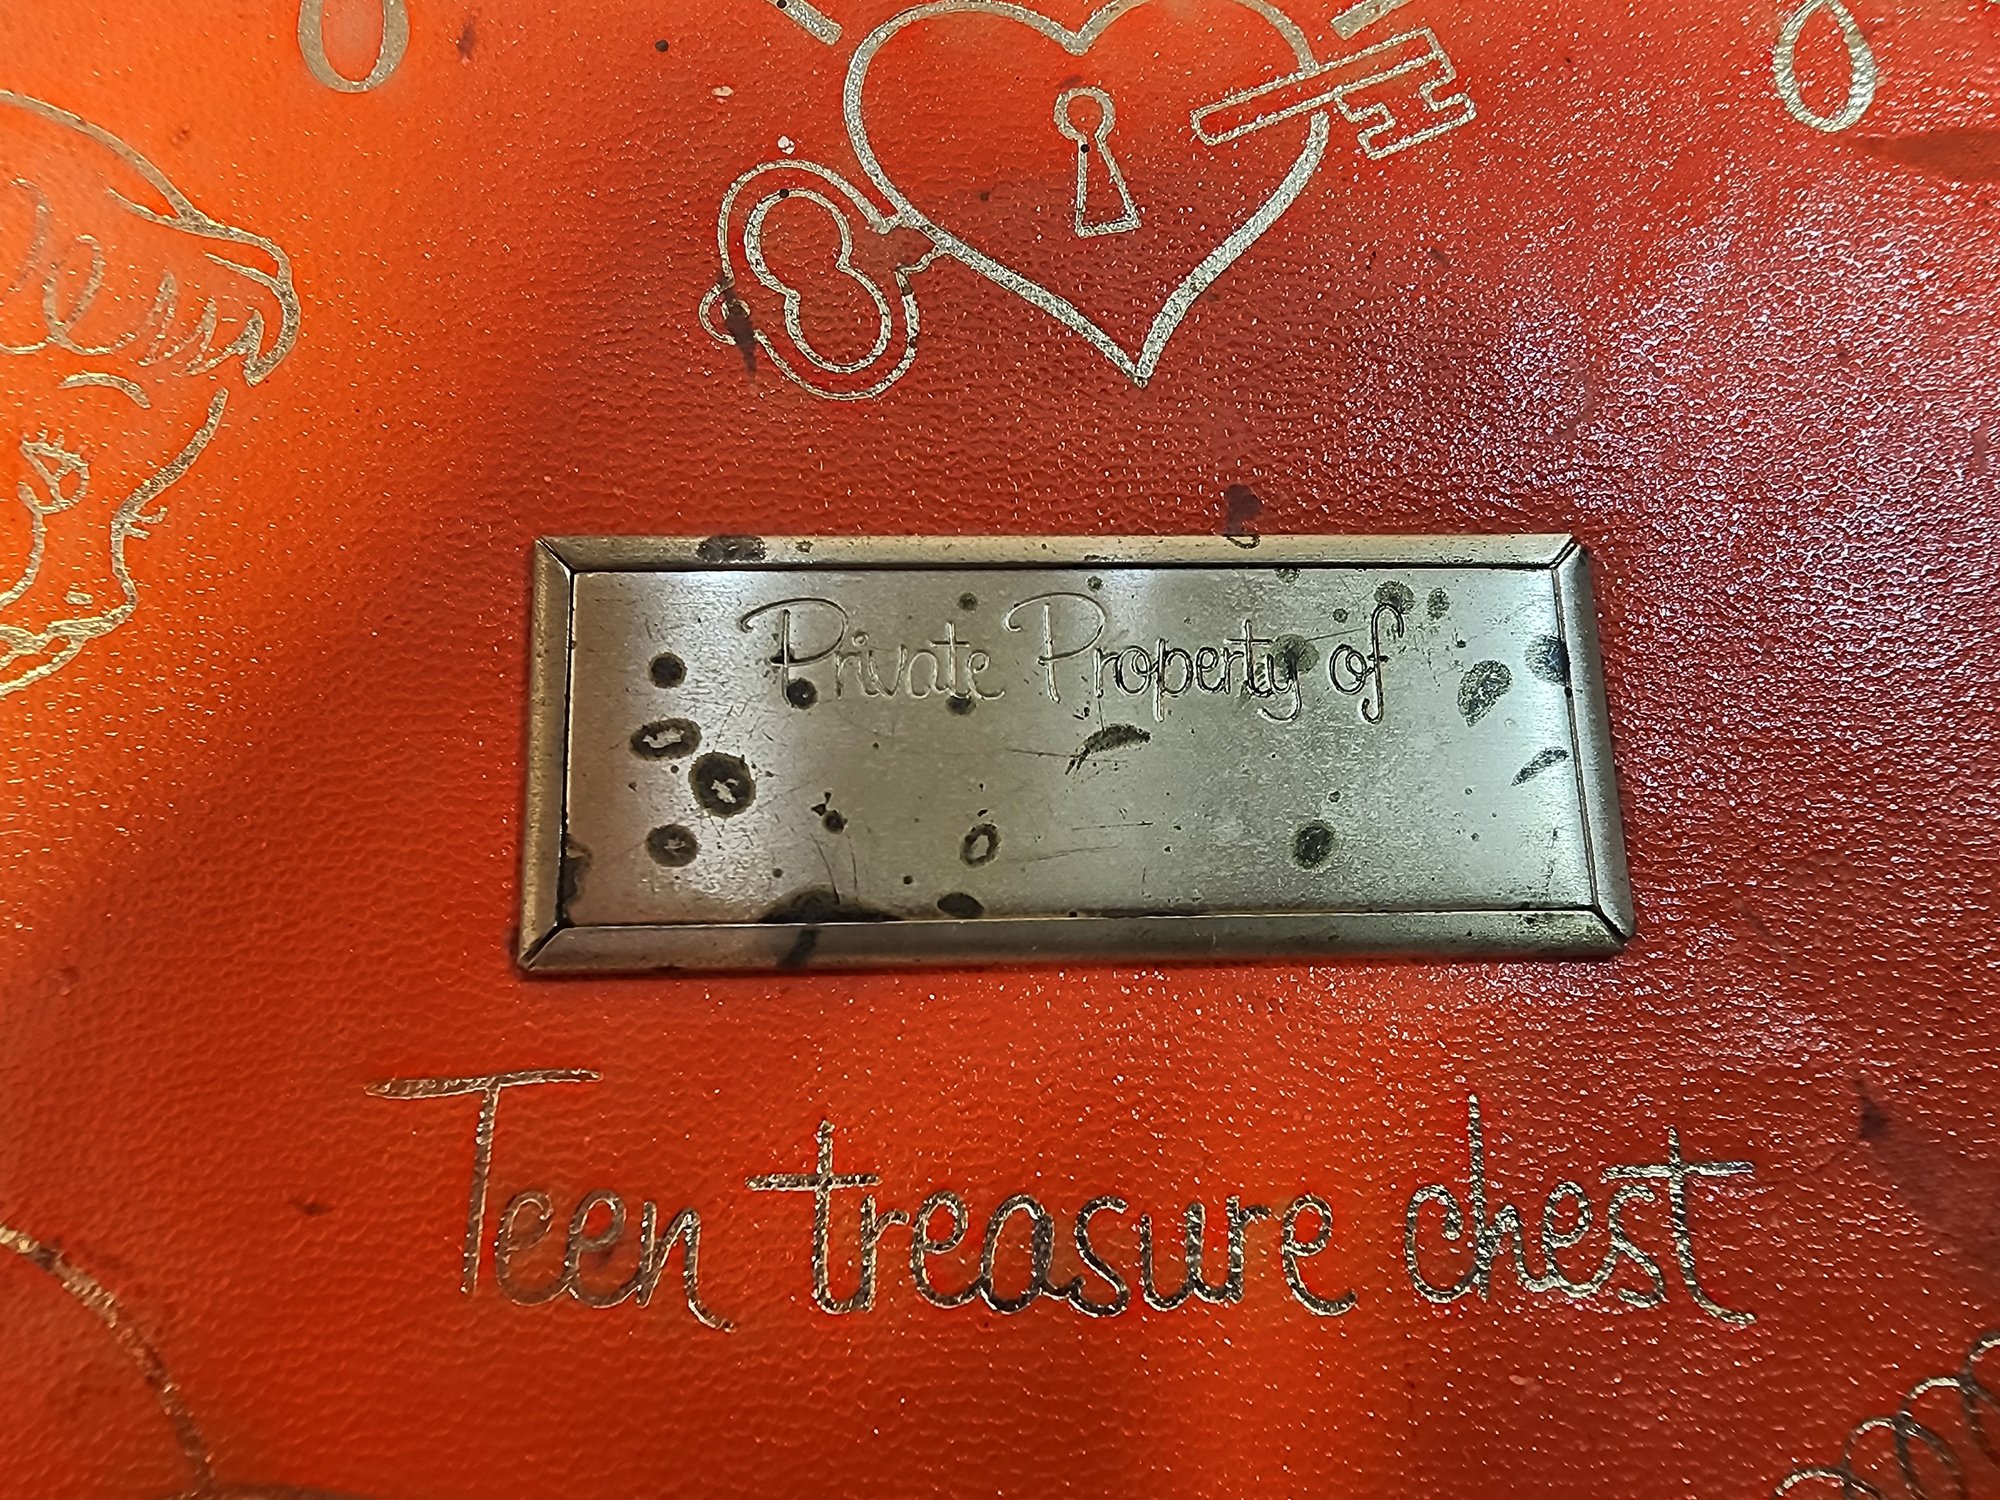 Private Property of
Teen treasure chest